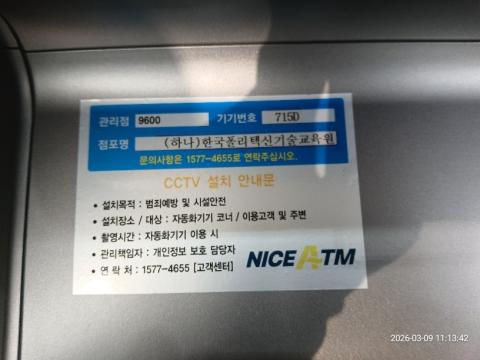 관리점 9600 기기번호 715D
점포명 (하나)한국폴리텍신기술교육원
문의사항은 1577-4655로 연락주십시오.
CCTV 설치 안내문
• 설치목적 : 범죄예방 및 시설안전
• 설치장소 / 대상 : 자동화기기 코너 / 이용고객 및 주변
• 촬영시간 : 자동화기기 이용 시
• 관리책임자 : 개인정보 보호 담당자
• 연 락 처 : 1577-4655 [고객센터]
NICE ATM
2026-03-09 11:13:42